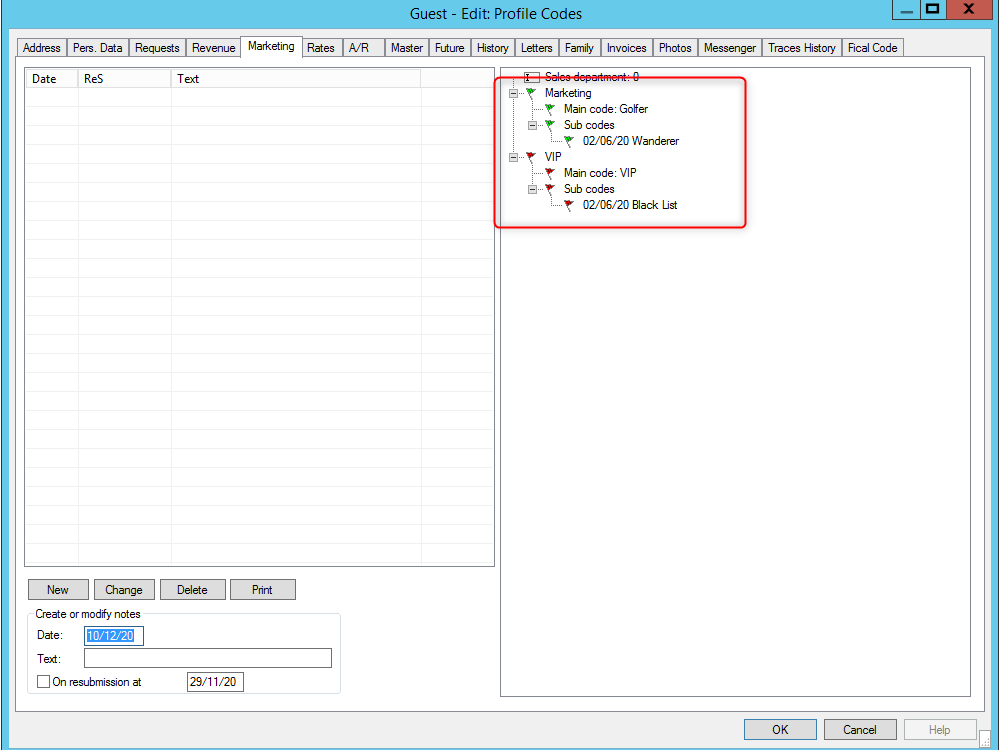 Guest - Edit: Profile Codes
Address Pers. Data Requests Revenue Marketing Rates A/R Master Future History Letters Family Invoices Photos Messenger Traces History Fical Code
Date ReS Text
Sales department: 0
Marketing
Main code: Golfer
Sub codes
02/06/20 Wanderer
VIP
Main code: VIP
Sub codes
02/06/20 Black List
New Change Delete Print
Create or modify notes
Date: 10/12/20
Text:
On resubmission at 29/11/20
OK Cancel Help